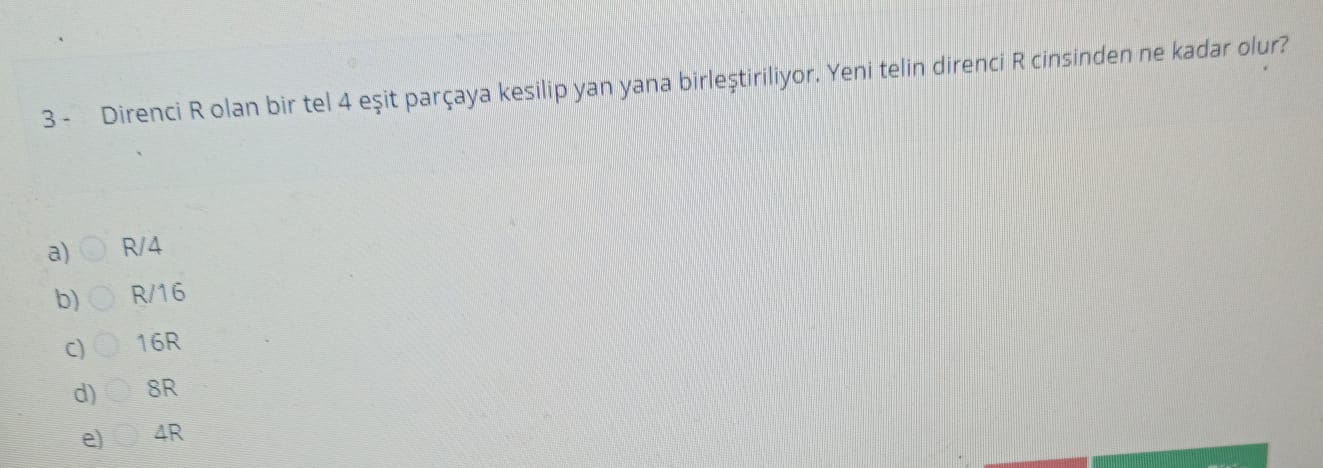 3 - Direnci R olan bir tel 4 eşit parçaya kesilip yan yana birleştiriliyor. Yeni telin direnci R cinsinden ne kadar olur?
a) R/4
b) R/16
c) 16R
d) 8R
e) 4R